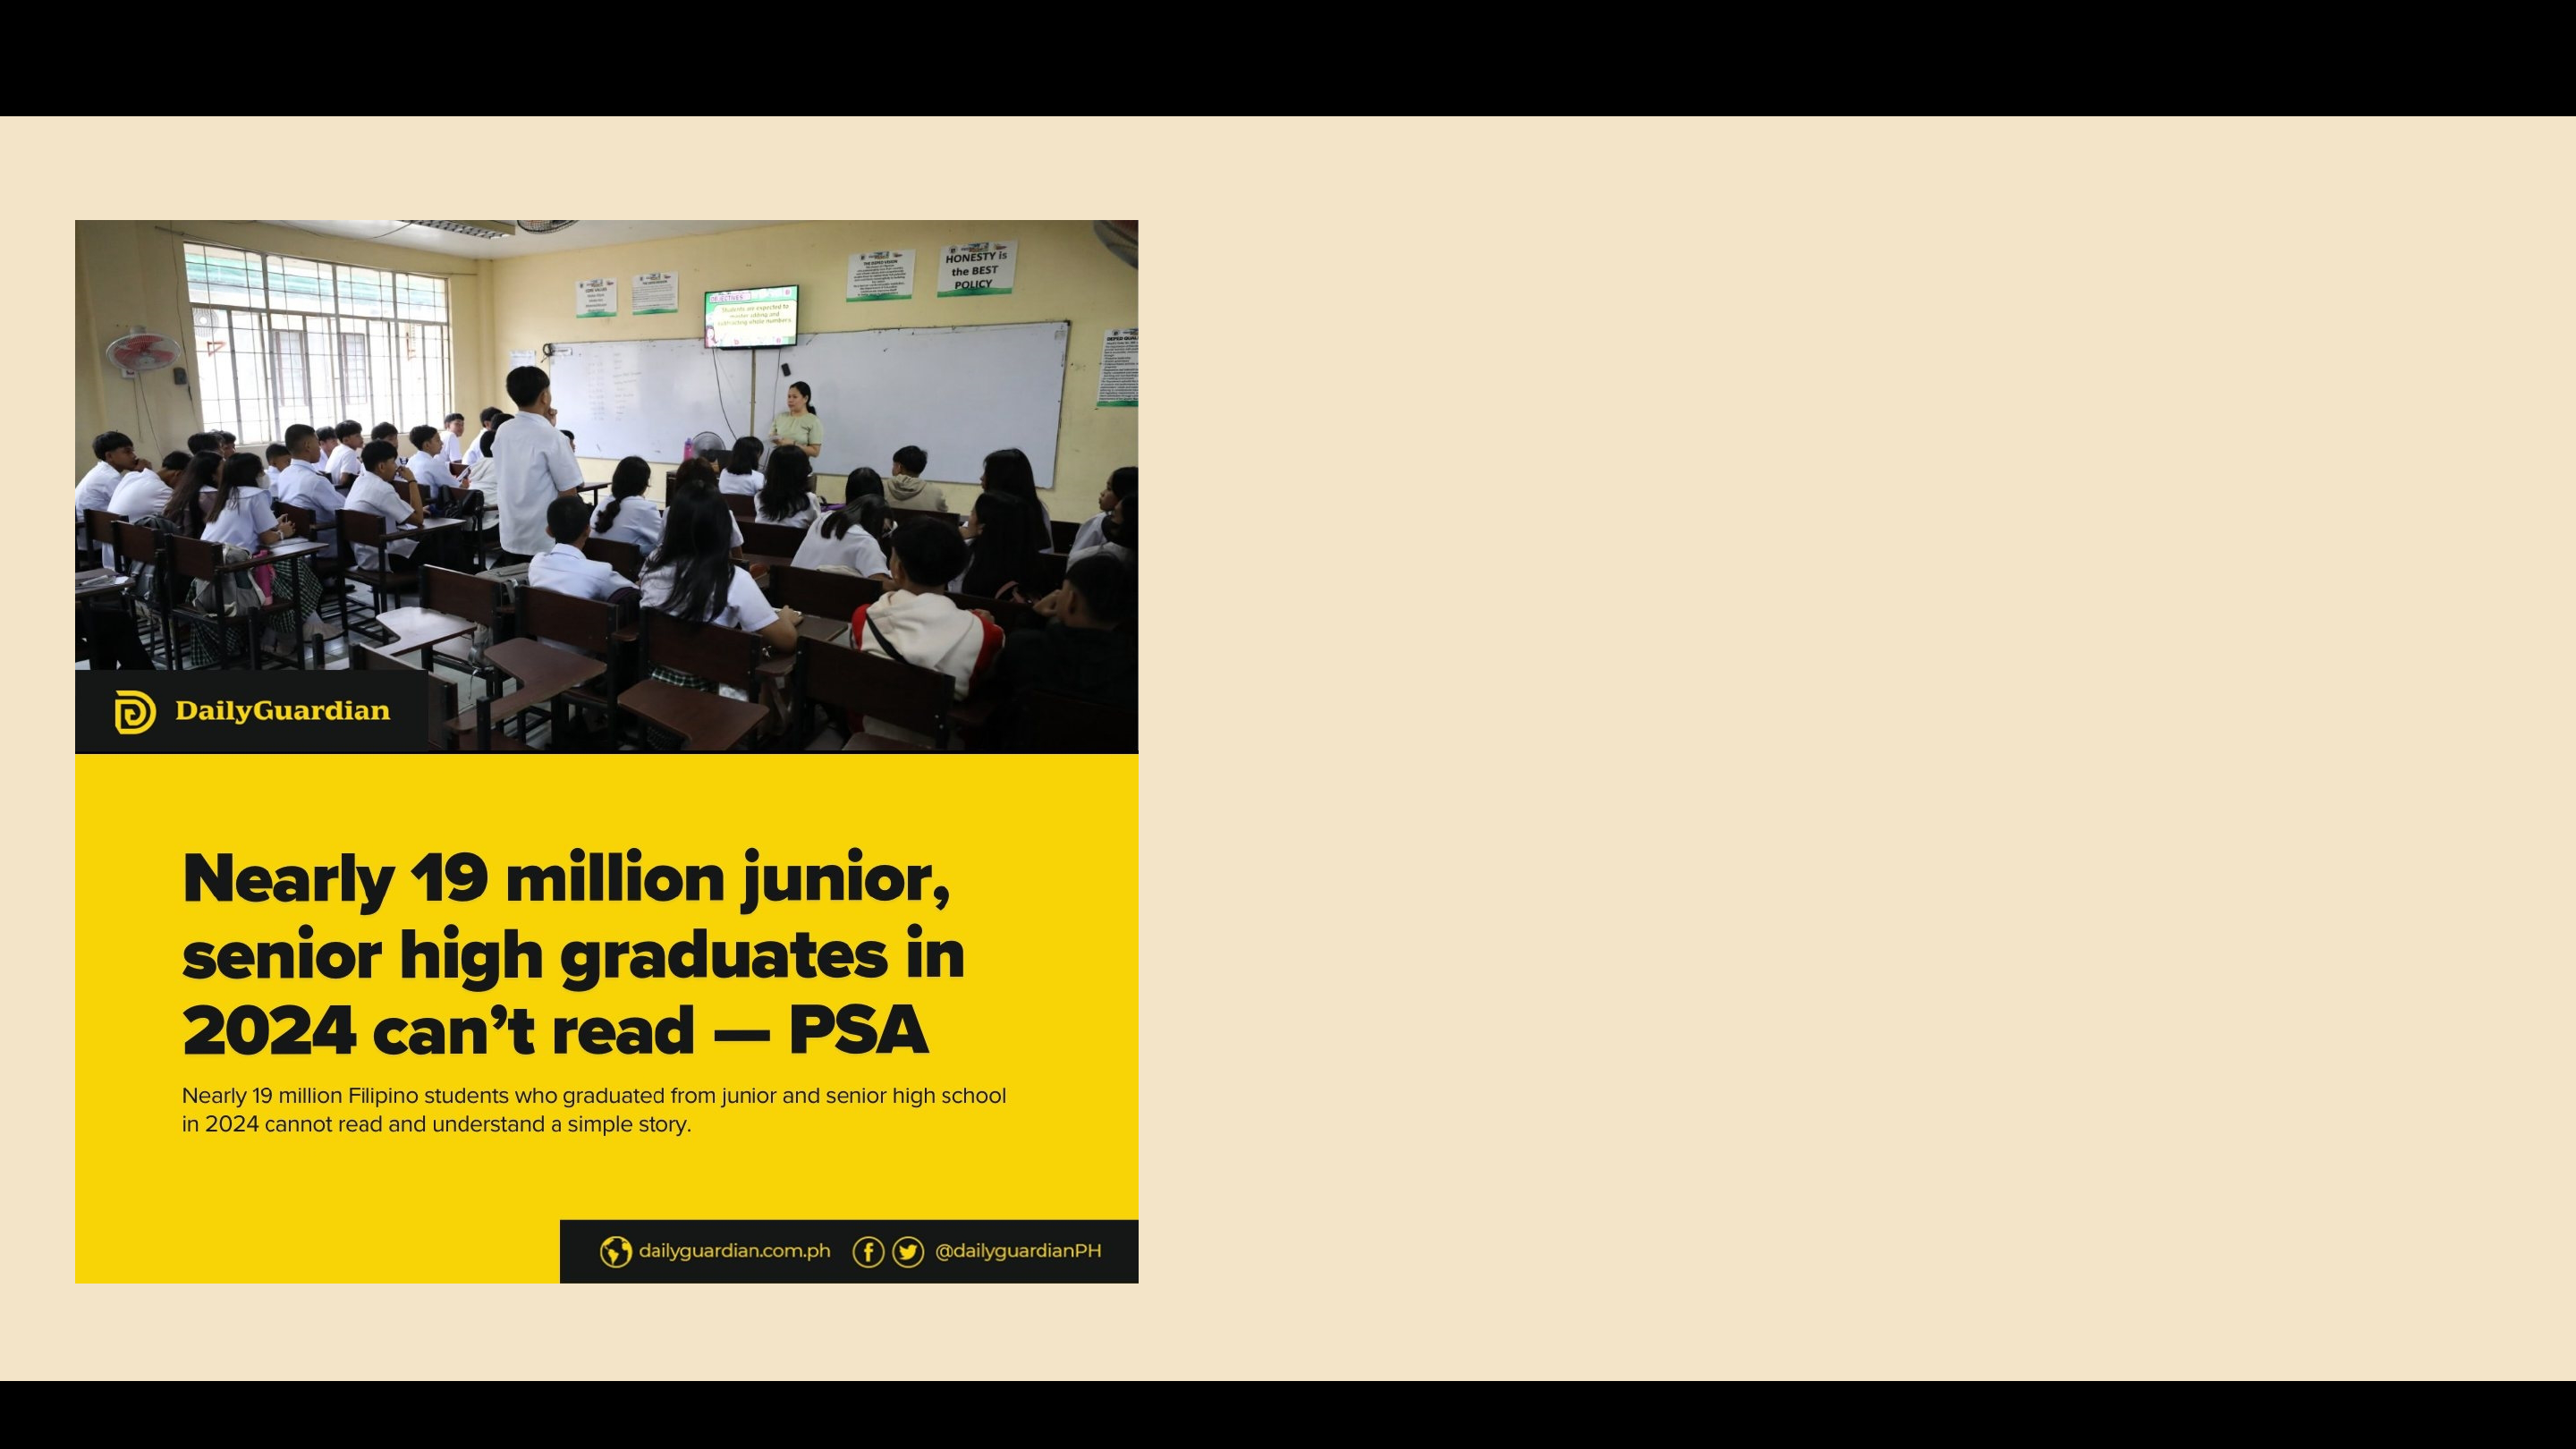 HONESTY is
the BEST
POLICY
OBJECTIVES
Students are expected to
master adding and
subtracting whole numbers
DailyGuardian
Nearly 19 million junior,
senior high graduates in
2024 can’t read — PSA
Nearly 19 million Filipino students who graduated from junior and senior high school
in 2024 cannot read and understand a simple story.
dailyguardian.com.ph @dailyguardianPH